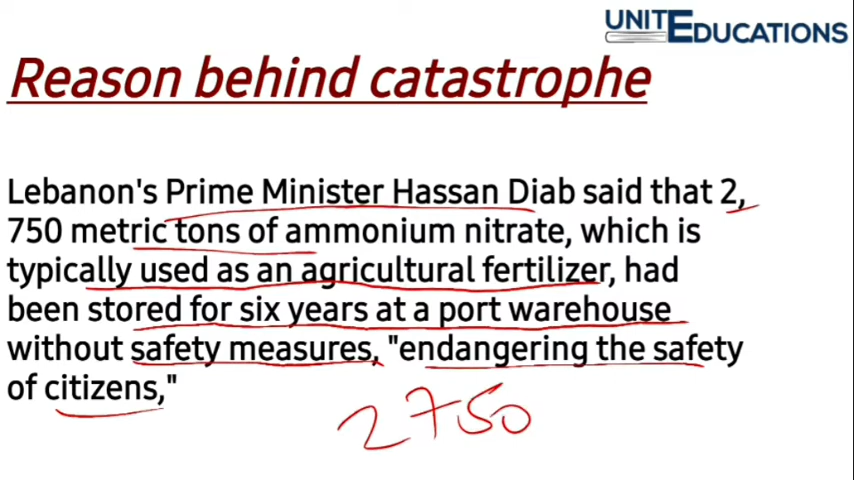 UNIT EDUCATIONS
Reason behind catastrophe
Lebanon's Prime Minister Hassan Diab said that 2,
750 metric tons of ammonium nitrate, which is
typically used as an agricultural fertilizer, had
been stored for six years at a port warehouse
without safety measures, "endangering the safety
of citizens,"
2750